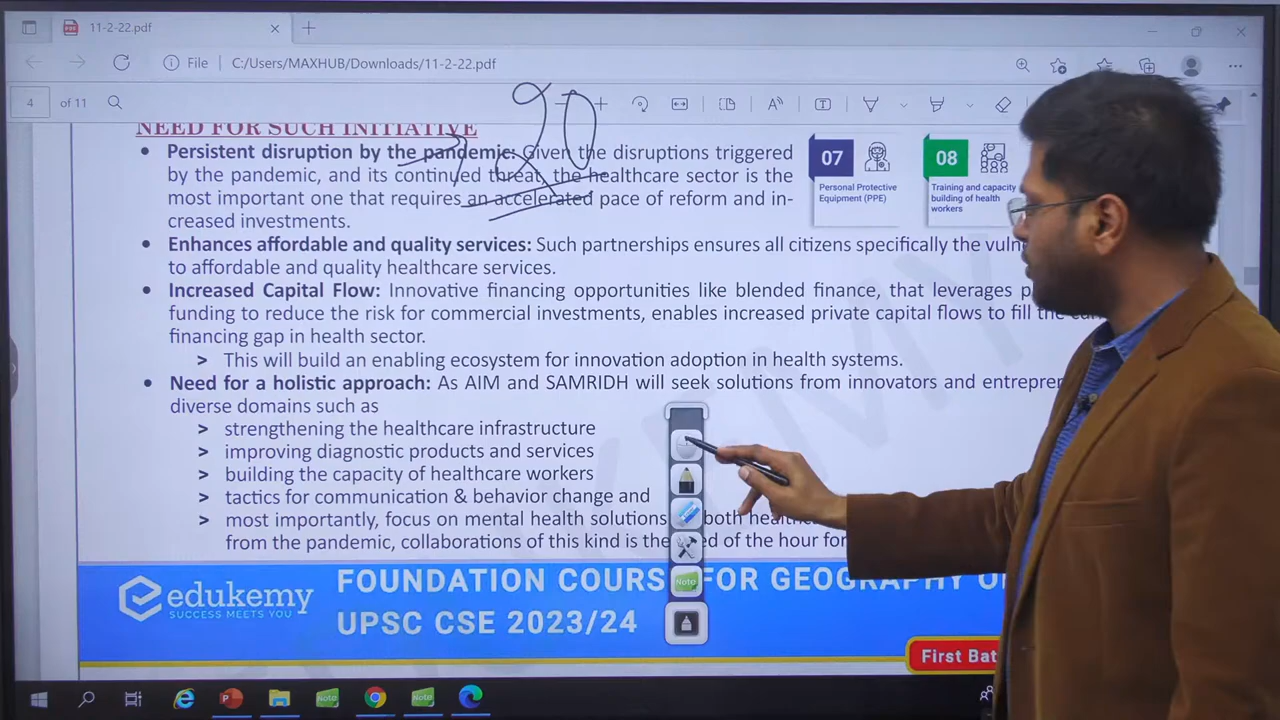 11-2-22.pdf
File C:/Users/MAXHUB/Downloads/11-2-22.pdf
4 of 11
20
NEED FOR SUCH INITIATIVE
• Persistent disruption by the pandemic: Given the disruptions triggered
by the pandemic, and its continued threat, the healthcare sector is the
most important one that requires an accelerated pace of reform and in-
creased investments.
07
Personal Protective
Equipment (PPE)
08
Training and capacity
building of health
workers
• Enhances affordable and quality services: Such partnerships ensures all citizens specifically the
to affordable and quality healthcare services.
• Increased Capital Flow: Innovative financing opportunities like blended finance, that leverages
funding to reduce the risk for commercial investments, enables increased private capital flows to fill the
financing gap in health sector.
> This will build an enabling ecosystem for innovation adoption in health systems.
• Need for a holistic approach: As AIM and SAMRIDH will seek solutions from innovators and
diverse domains such as
> strengthening the healthcare infrastructure
> improving diagnostic products and services
> building the capacity of healthcare workers
> tactics for communication & behavior change and
> most importantly, focus on mental health solutions both
from the pandemic, collaborations of this kind is the of the hour for
Note
edukemy
SUCCESS MEETS YOU
FOUNDATION FOR GEOGRAPHY
UPSC CSE 2023/24
First